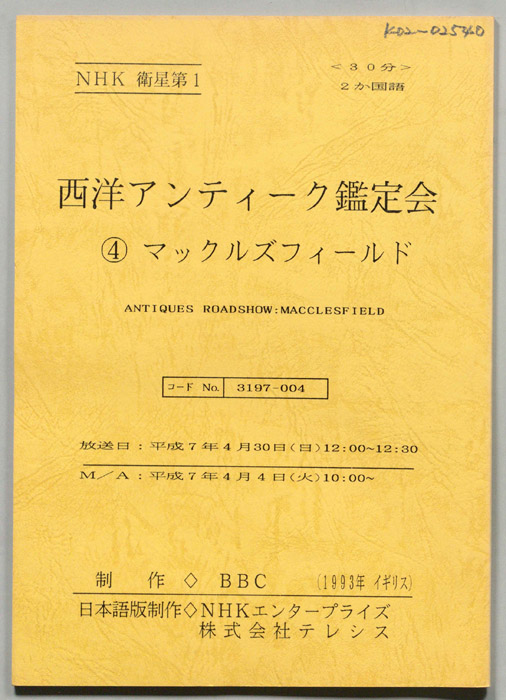 K02-02540
NHK 衛星第1
<30分>
2か国語
西洋アンティーク鑑定会
④ マックルズフィールド
ANTIQUES ROADSHOW:MACCLESFIELD
コード No. 3197-004
放送日:平成7年4月30日(日)12:00~12:30
M/A:平成7年4月4日(火)10:00~
制 作◇ BBC (1993年 イギリス)
日本語版制作◇NHKエンタープライズ
株式会社テレシス